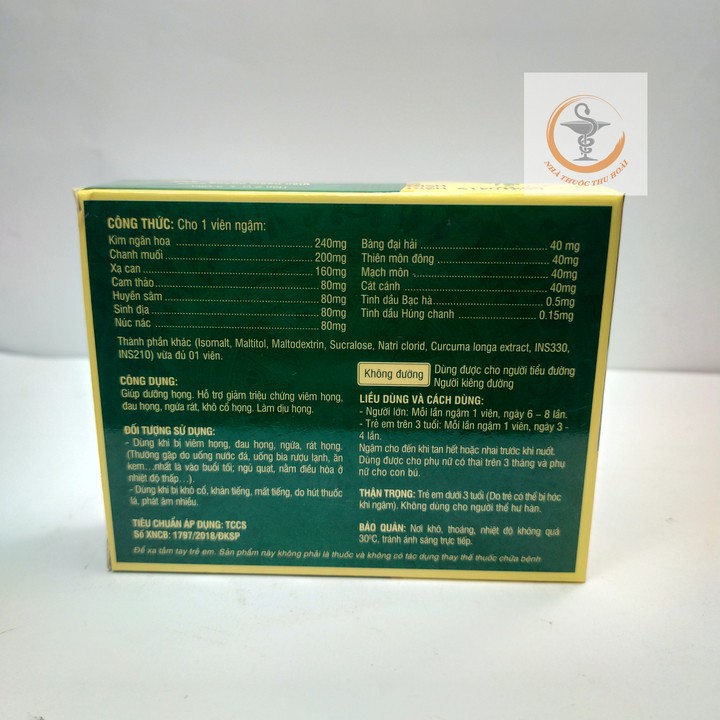 NHÀ THUỐC THU HOÀI
CÔNG THỨC: Cho 1 viên ngậm:
Kim ngân hoa ........ 240mg
Chanh muối ........ 200mg
Xạ can ........ 160mg
Cam thảo ........ 80mg
Huyền sâm ........ 80mg
Sinh địa ........ 80mg
Núc nác ........ 80mg
Bàng đại hải ........ 40 mg
Thiên môn đông ........ 40mg
Mạch môn ........ 40mg
Cát cánh ........ 40mg
Tinh dầu Bạc hà ........ 0.5mg
Tinh dầu Húng chanh ........ 0.15mg
Thành phần khác (Isomalt, Maltitol, Maltodextrin, Sucralose, Natri clorid, Curcuma longa extract, INS330,
INS210) vừa đủ 01 viên.
CÔNG DỤNG:
Giúp dưỡng họng. Hỗ trợ giảm triệu chứng viêm họng,
đau họng, ngứa rát, khô cổ họng. Làm dịu họng.
ĐỐI TƯỢNG SỬ DỤNG:
- Dùng khi bị viêm họng, đau họng, ngứa, rát họng.
(Thường gặp do uống nước đá, uống bia rượu lạnh, ăn
kem...nhất là vào buổi tối; ngủ quạt, nằm điều hòa ở
nhiệt độ thấp...).
- Dùng khi bị khô cổ, khản tiếng, mất tiếng, do hút thuốc
lá, phát âm nhiều.
TIÊU CHUẨN ÁP DỤNG: TCCS
Số XNCB: 1797/2018/ĐKSP
Không đường
Dùng được cho người tiểu đường
Người kiêng đường
LIỀU DÙNG VÀ CÁCH DÙNG:
- Người lớn: Mỗi lần ngậm 1 viên, ngày 6 – 8 lần.
- Trẻ em trên 3 tuổi: Mỗi lần ngậm 1 viên, ngày 3 -
4 lần.
Ngậm cho đến khi tan hết hoặc nhai trước khi nuốt.
Dùng được cho phụ nữ có thai trên 3 tháng và phụ
nữ cho con bú.
THẬN TRỌNG: Trẻ em dưới 3 tuổi (Do trẻ có thể bị hóc
khi ngậm). Không dùng cho người thể hư hàn.
BẢO QUẢN: Nơi khô, thoáng, nhiệt độ không quá
30ºC, tránh ánh sáng trực tiếp.
Để xa tầm tay trẻ em. Sản phẩm này không phải là thuốc và không có tác dụng thay thế thuốc chữa bệnh